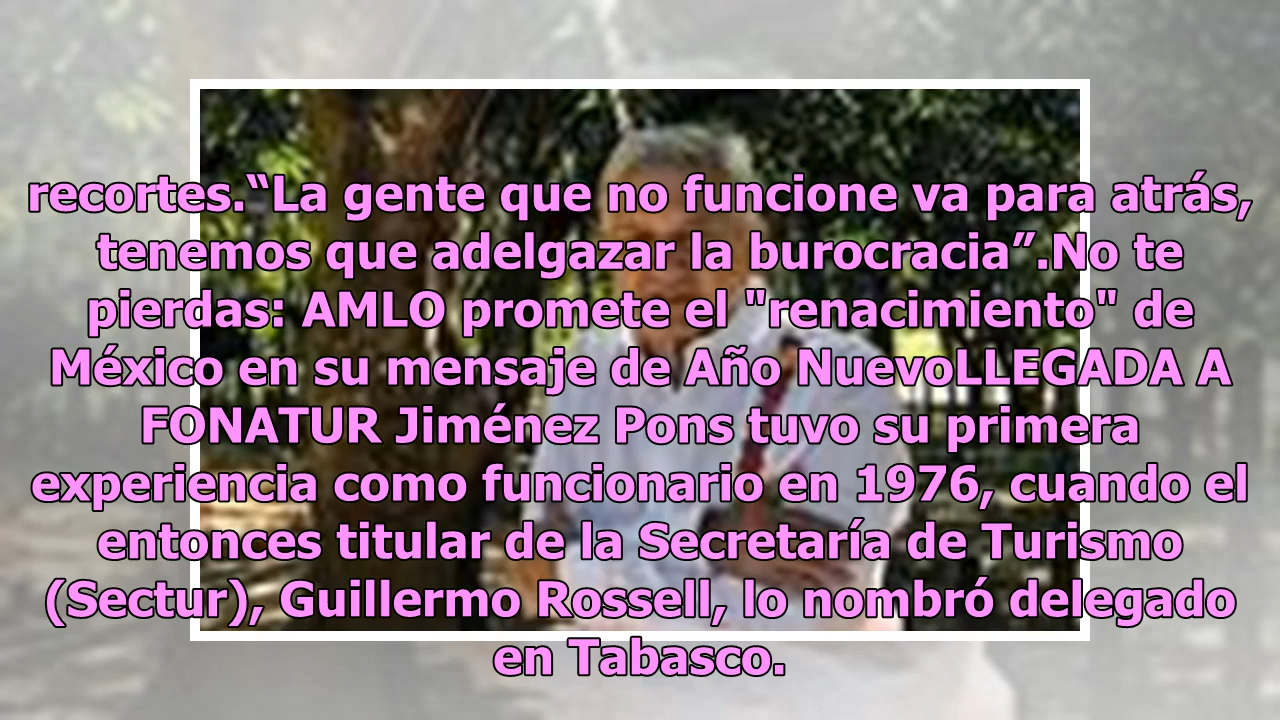 recortes.“La gente que no funcione va para atrás,
tenemos que adelgazar la burocracia”.No te
pierdas: AMLO promete el "renacimiento" de
México en su mensaje de Año NuevoLLEGADA A
FONATUR Jiménez Pons tuvo su primera
experiencia como funcionario en 1976, cuando el
entonces titular de la Secretaría de Turismo
(Sectur), Guillermo Rossell, lo nombró delegado
en Tabasco.